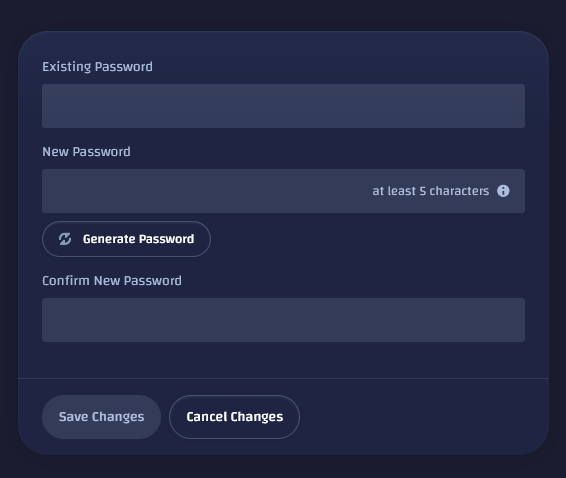 Existing Password
New Password
at least 5 characters
Generate Password
Confirm New Password
Save Changes
Cancel Changes